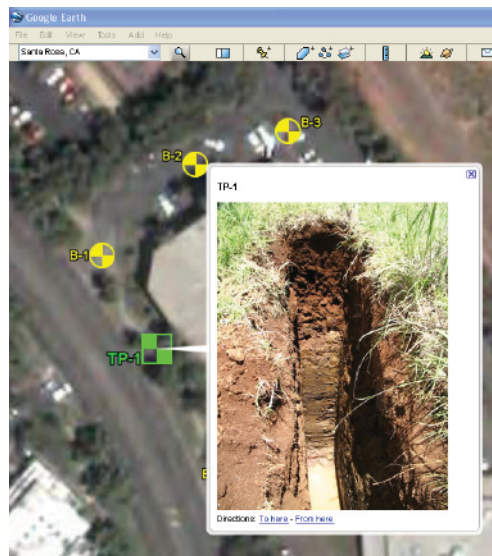 Google Earth
File Edit View Tools Add Help
Santa Rosa, CA
B-3
B-2
TP-1
B-1
TP-1
Directions: To here - From here